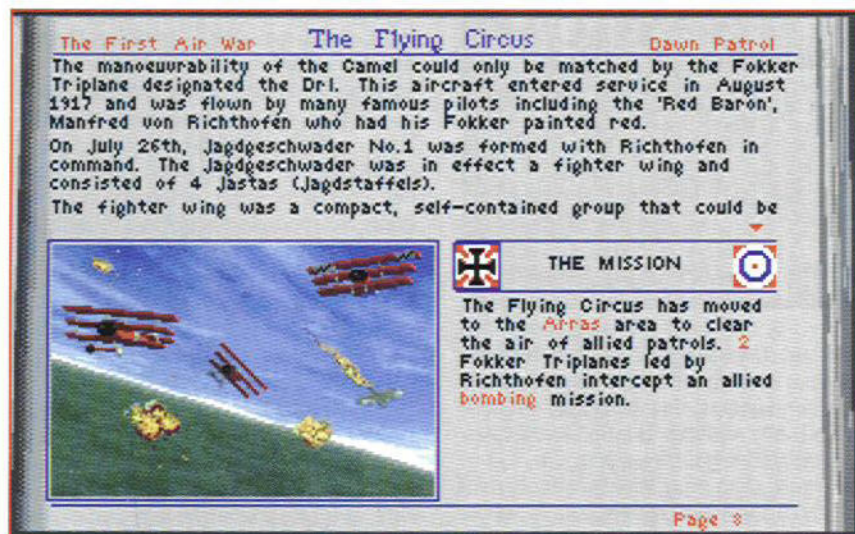 The First Air War The Flying Circus Dawn Patrol
The manoeuvrability of the Camel could only be matched by the Fokker
Triplane designated the Dr1. This aircraft entered service in August
1917 and was flown by many famous pilots including the 'Red Baron',
Manfred von Richthofen who had his Fokker painted red.
On July 26th, Jagdgeschwader No.1 was formed with Richthofen in
command. The Jagdgeschwader was in effect a fighter wing and
consisted of 4 Jastas (Jagdstaffels).
The fighter wing was a compact, self-contained group that could be
THE MISSION
The Flying Circus has moved
to the Arras area to clear
the air of allied patrols. 2
Fokker Triplanes led by
Richthofen intercept an allied
bombing mission.
Page 8